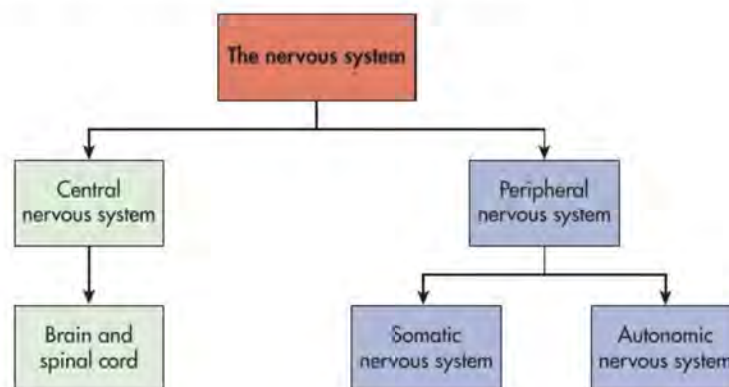 The nervous system
Central
nervous system
Peripheral
nervous system
Brain and
spinal cord
Somatic
nervous system
Autonomic
nervous system